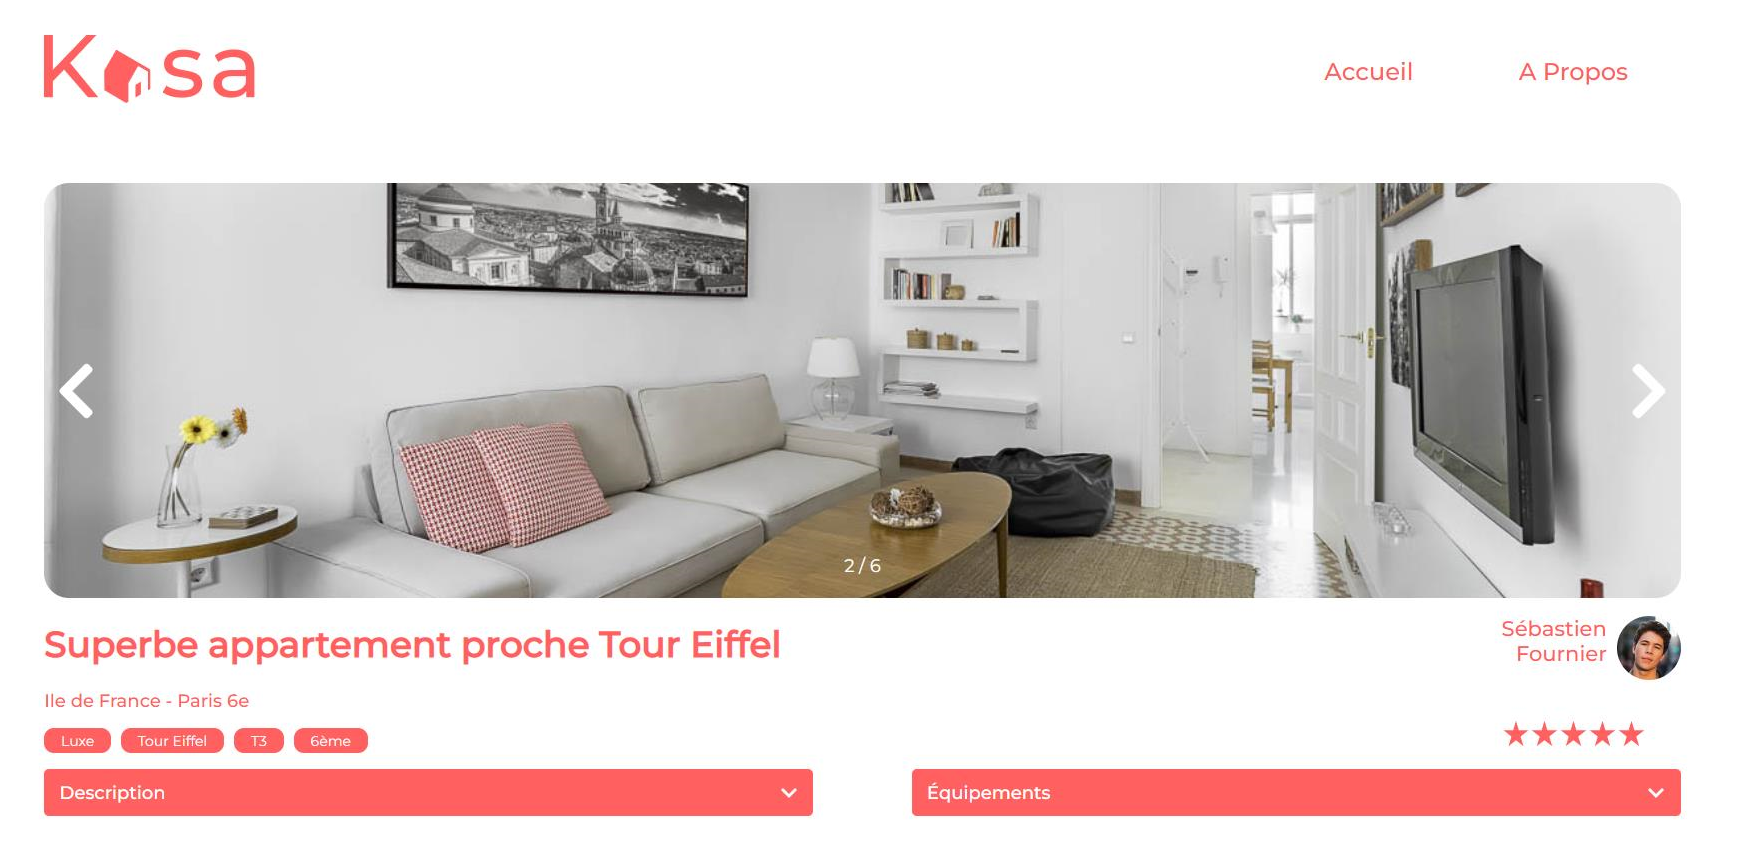 Kasa
Accueil
A Propos
2 / 6
Superbe appartement proche Tour Eiffel
Sébastien
Fournier
Ile de France - Paris 6e
Luxe
Tour Eiffel
T3
6ème
Description
Équipements